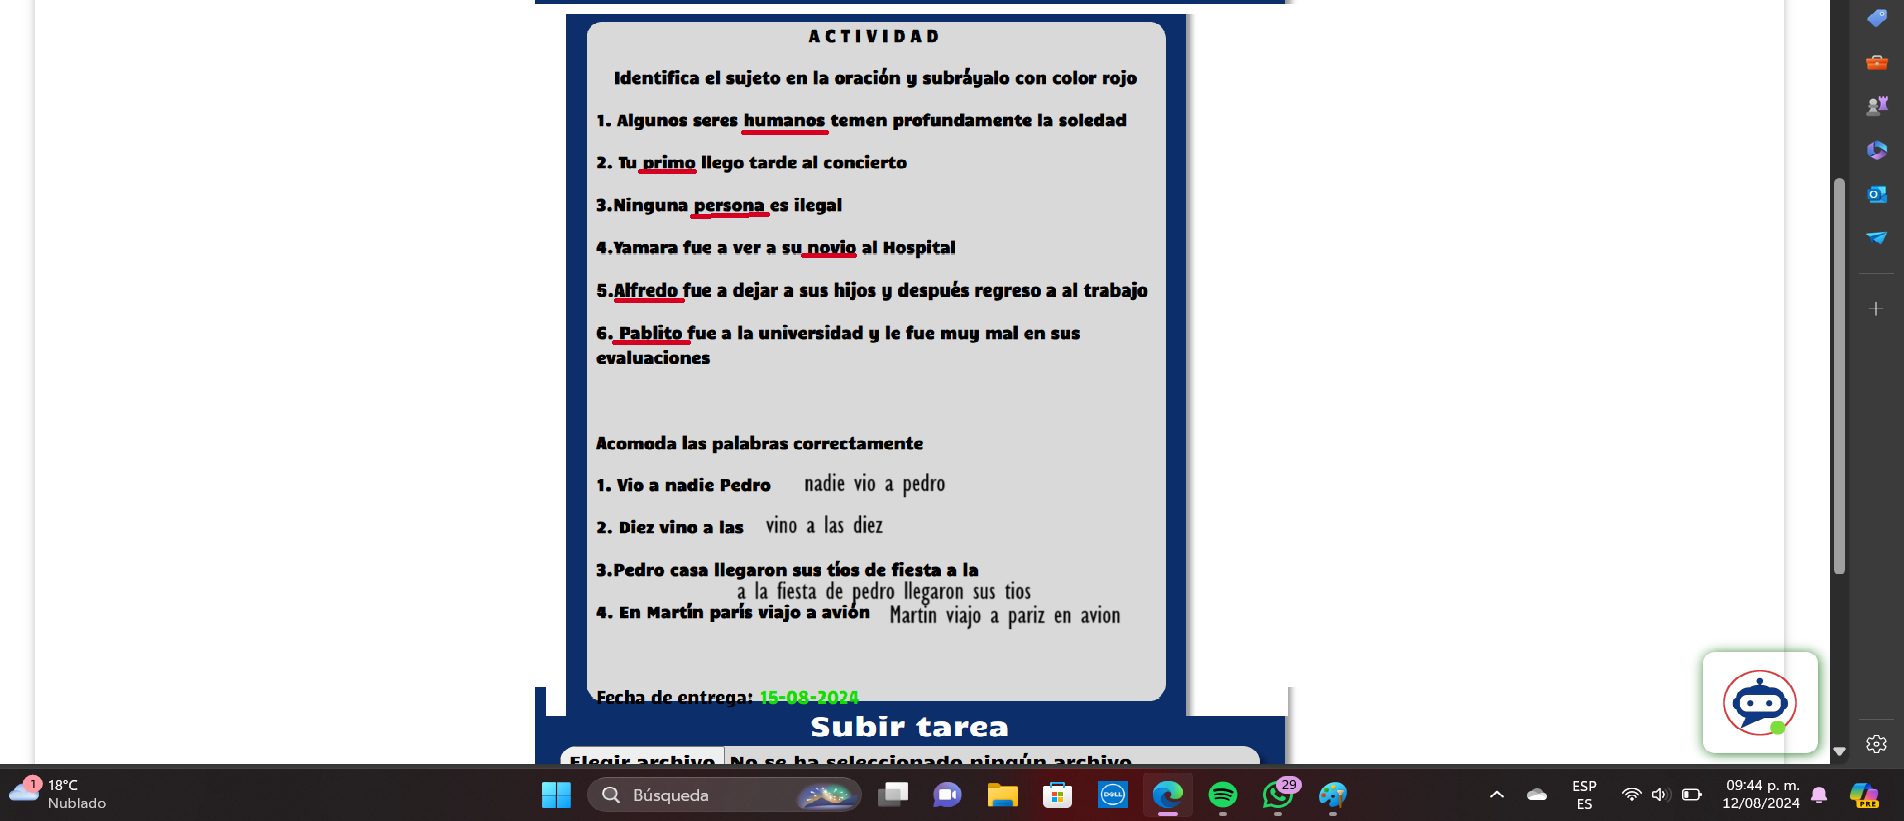 ACTIVIDAD
Identifica el sujeto en la oración y subráyalo con color rojo
1. Algunos seres humanos temen profundamente la soledad
2. Tu primo llego tarde al concierto
3.Ninguna persona es ilegal
4.Yamara fue a ver a su novio al Hospital
5.Alfredo fue a dejar a sus hijos y después regreso a al trabajo
6. Pablito fue a la universidad y le fue muy mal en sus
evaluaciones
Acomoda las palabras correctamente
1. Vio a nadie Pedro nadie vio a pedro
2. Diez vino a las vino a las diez
3.Pedro casa llegaron sus tíos de fiesta a la
a la fiesta de pedro llegaron sus tios
4. En Martín parís viajo a avión Martin viajo a pariz en avion
Fecha de entrega: 15-08-2024
Subir tarea
Elegir archivo No se ha seleccionado ningún archivo
1 18°C
Nublado
Búsqueda
DELL
29
ESP
ES
09:44 p. m.
12/08/2024
PRE